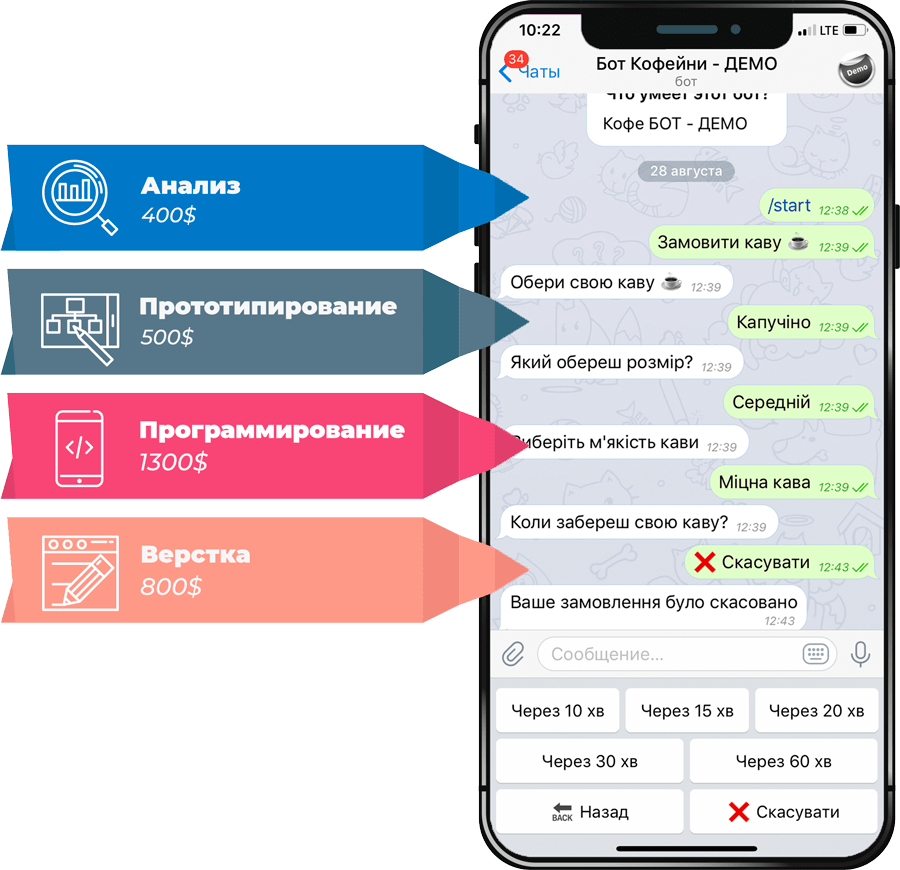 Анализ
400$
Прототипирование
500$
Программирование
1300$
Верстка
800$
10:22
LTE
34
Чаты
Бот Кофейни - ДЕМО
бот
Demo
Что умеет этот бот?
Кофе БОТ - ДЕМО
28 августа
/start 12:38
Замовити каву 12:39
Обери свою каву 12:39
Капучіно 12:39
Який обереш розмір? 12:39
Середній 12:39
Виберіть м'якість кави 12:39
Міцна кава 12:39
Коли забереш свою каву? 12:39
❌ Скасувати 12:43
Ваше замовлення було скасовано
12:43
Сообщение...
Через 10 хв
Через 15 хв
Через 20 хв
Через 30 хв
Через 60 хв
BACK Назад
❌ Скасувати